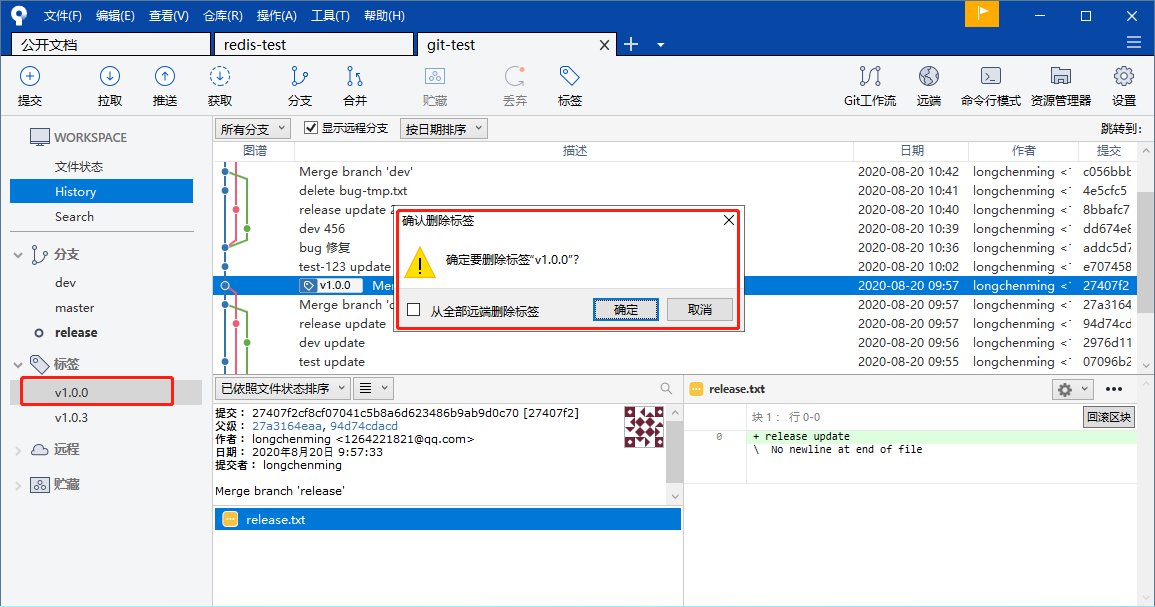 文件(F) 编辑(E) 查看(V) 仓库(R) 操作(A) 工具(T) 帮助(H)
公开文档 redis-test git-test
提交 拉取 推送 获取 分支 合并 贮藏 丢弃 标签 Git工作流 远端 命令行模式 资源管理器 设置
WORKSPACE
文件状态
History
Search
分支
dev
master
release
标签
v1.0.0
v1.0.3
远程
贮藏
所有分支 显示远程分支 按日期排序 跳转到:
图谱 描述 日期 作者 提交
Merge branch 'dev' 2020-08-20 10:42 longchenming < c056bbb
delete bug-tmp.txt 2020-08-20 10:41 longchenming < 4e5cfc5
release update 2020-08-20 10:40 longchenming < 8bbafc7
dev 456 2020-08-20 10:39 longchenming < dd674e8
bug 修复 2020-08-20 10:36 longchenming < addc5d7
test-123 update 2020-08-20 10:02 longchenming < e707458
v1.0.0 Me 2020-08-20 09:57 longchenming < 27407f2
Merge branch 'd 2020-08-20 09:57 longchenming < 27a3164
release update 2020-08-20 09:57 longchenming < 94d74cd
dev update 2020-08-20 09:56 longchenming < 2976d11
test update 2020-08-20 09:55 longchenming < 07096b2
确认删除标签
确定要删除标签“v1.0.0”?
从全部远端删除标签 确定 取消
已依照文件状态排序
提交: 27407f2cf8cf07041c5b8a6d623486b9ab9d0c70 [27407f2]
父级: 27a3164eaa, 94d74cdacd
作者: longchenming <1264221821@qq.com>
日期: 2020年8月20日 9:57:33
提交者: longchenming
Merge branch 'release'
release.txt
release.txt
块 1: 行 0-0 回滚区块
0 + release update
\ No newline at end of file